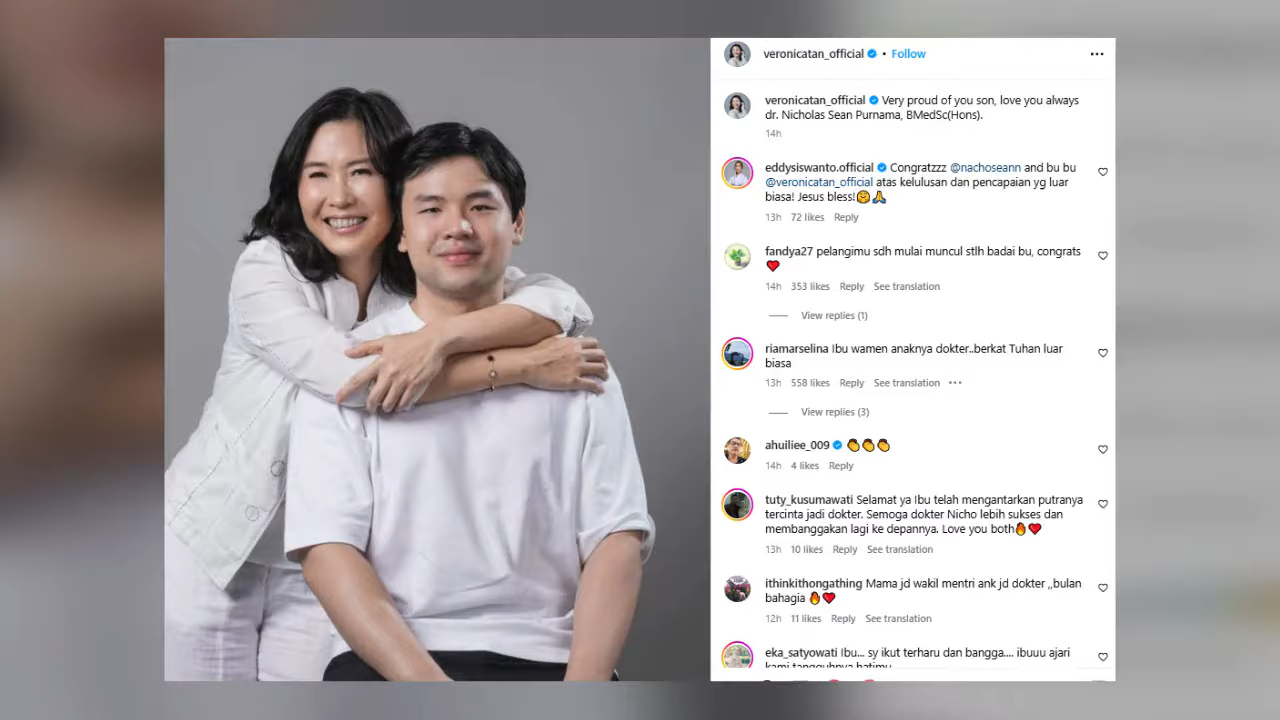 veronicatan_official • Follow
veronicatan_official Very proud of you son, love you always
dr. Nicholas Sean Purnama, BMedSc(Hons).
14h
eddysiswanto.official Congratzzz @nachoseann and bu bu
@veronicatan_official atas kelulusan dan pencapaian yg luar
biasa! Jesus bless!🤗🙏
13h 72 likes Reply
fandya27 pelangimu sdh mulai muncul stlh badai bu, congrats
❤️
14h 353 likes Reply See translation
View replies (1)
riamarselina Ibu wamen anaknya dokter..berkat Tuhan luar
biasa
13h 558 likes Reply See translation
View replies (3)
ahuiliee_009 👏👏👏
14h 4 likes Reply
tuty_kusumawati Selamat ya Ibu telah mengantarkan putranya
tercinta jadi dokter. Semoga dokter Nicho lebih sukses dan
membanggakan lagi ke depannya. Love you both🔥❤️
13h 10 likes Reply See translation
ithinkithongathing Mama jd wakil mentri ank jd dokter ,,bulan
bahagia 🔥❤️
12h 11 likes Reply See translation
eka_satyowati Ibu... sy ikut terharu dan bangga.... ibuuu ajari
kami tangguhnya hatimu